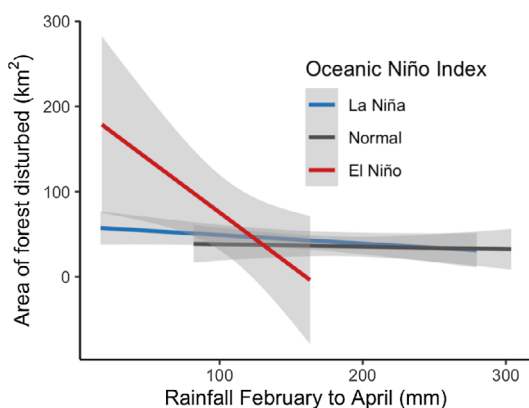 300
200
100
0
Area of forest disturbed (km²)
Oceanic Niño Index
La Niña
Normal
El Niño
100
200
300
Rainfall February to April (mm)